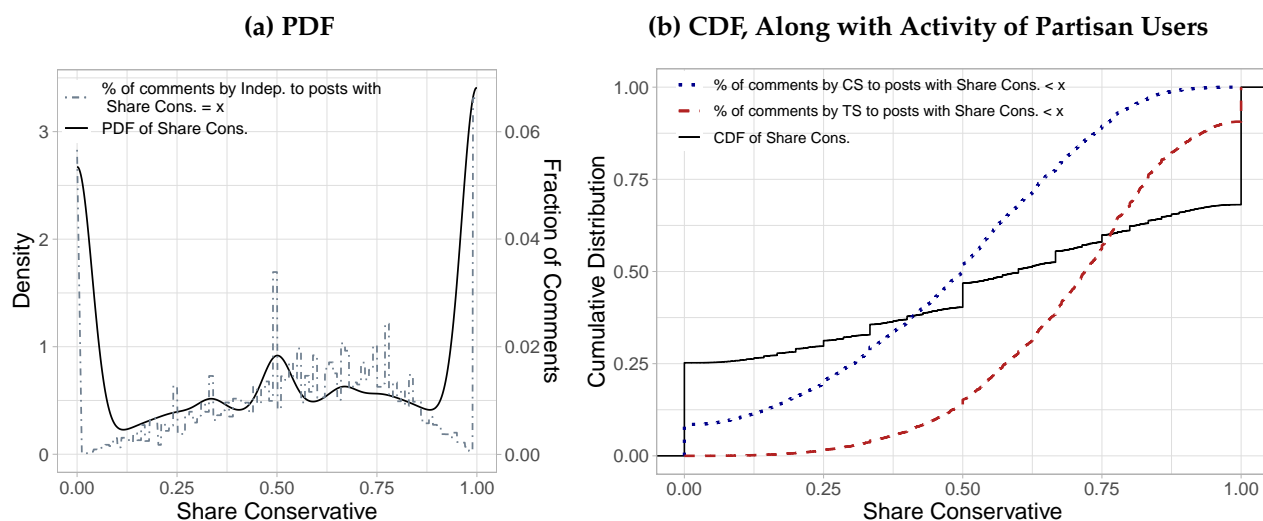 (a) PDF
% of comments by Indep. to posts with
Share Cons. = x
PDF of Share Cons.
Density
3
2
1
0
Fraction of Comments
0.06
0.04
0.02
0.00
0.00 0.25 0.50 0.75 1.00
Share Conservative
(b) CDF, Along with Activity of Partisan Users
% of comments by CS to posts with Share Cons. < x
% of comments by TS to posts with Share Cons. < x
CDF of Share Cons.
Cumulative Distribution
1.00
0.75
0.50
0.25
0.00
0.00 0.25 0.50 0.75 1.00
Share Conservative